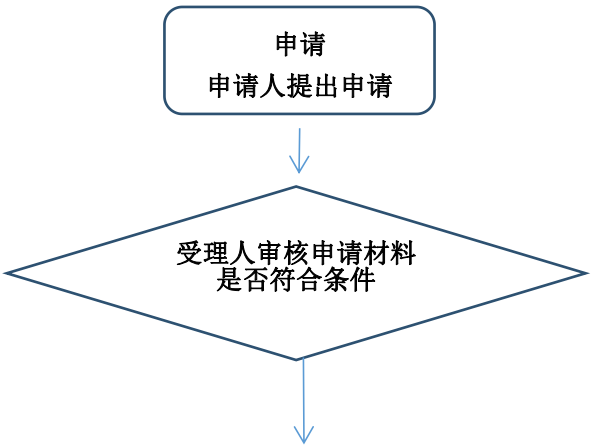 申请
申请人提出申请
受理人审核申请材料
是否符合条件